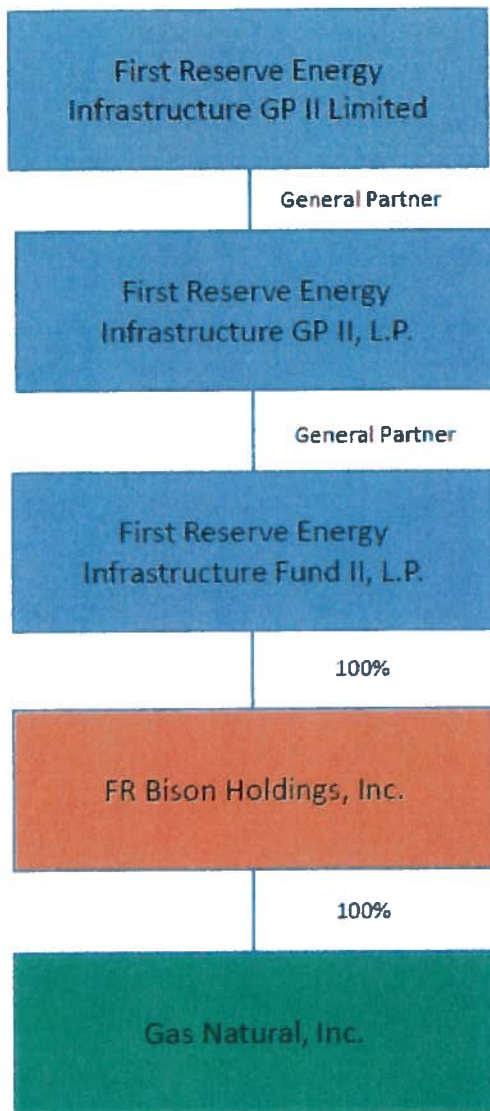 First Reserve Energy
Infrastructure GP II Limited
General Partner
First Reserve Energy
Infrastructure GP II, L.P.
General Partner
First Reserve Energy
Infrastructure Fund II, L.P.
100%
FR Bison Holdings, Inc.
100%
Gas Natural, Inc.